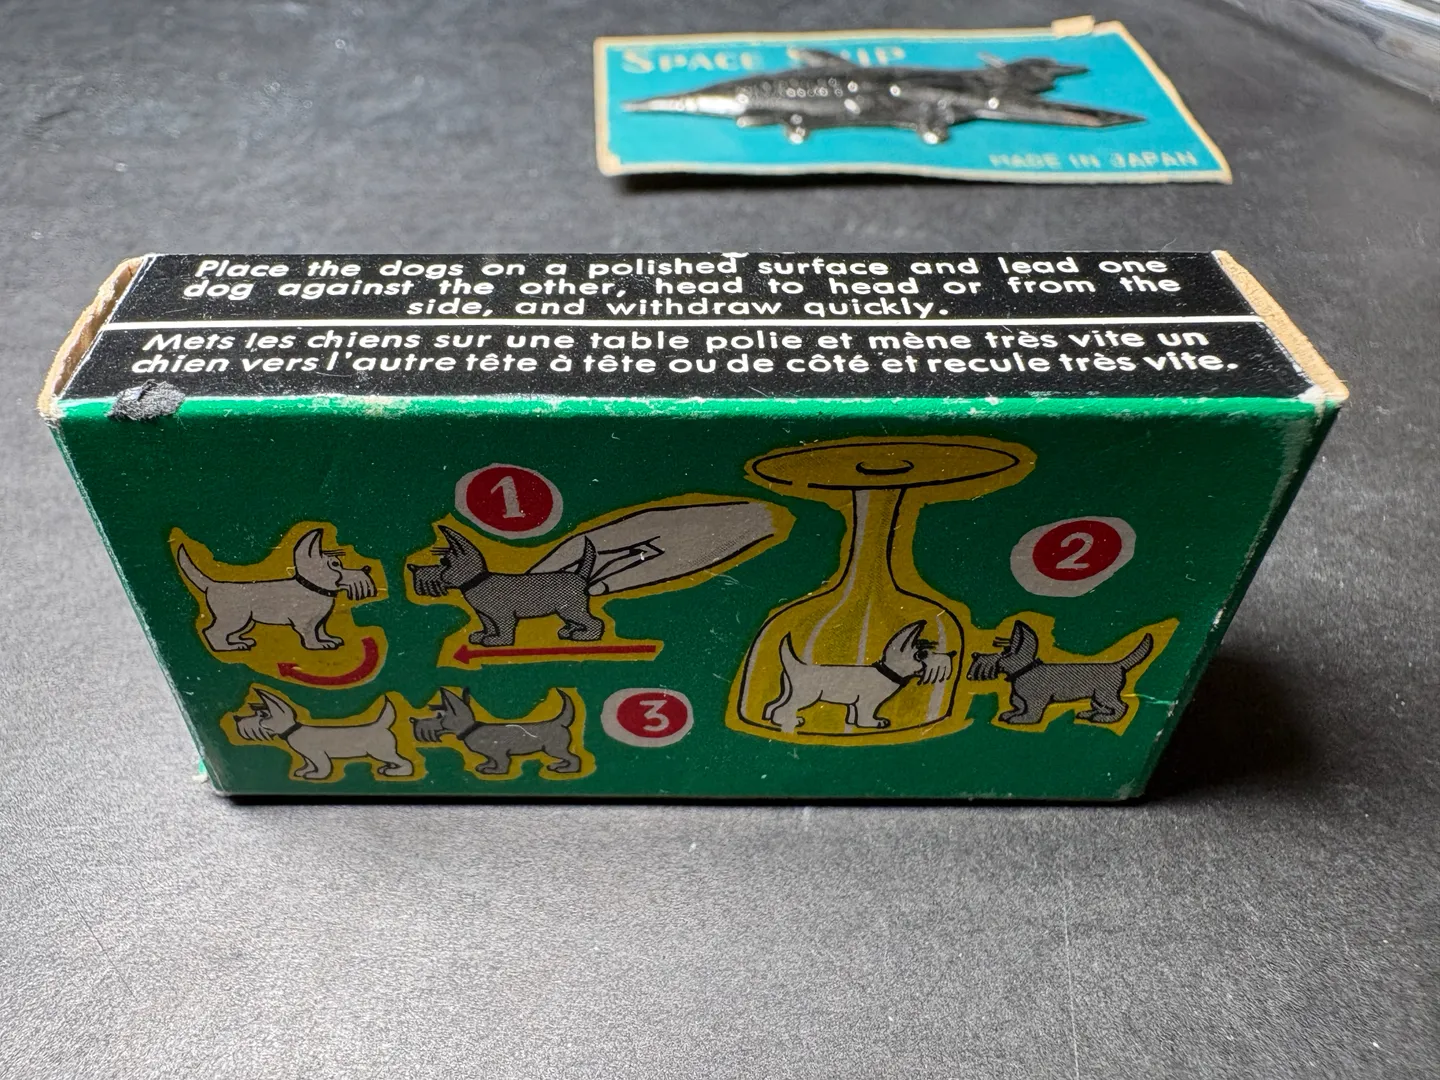 SPACE SHIP
MADE IN JAPAN
Place the dogs on a polished surface and lead one
dog against the other, head to head or from the
side, and withdraw quickly.
Mets les chiens sur une table polie et mène très vite un
chien vers l'autre tête à tête ou de côté et recule très vite.
1
2
3